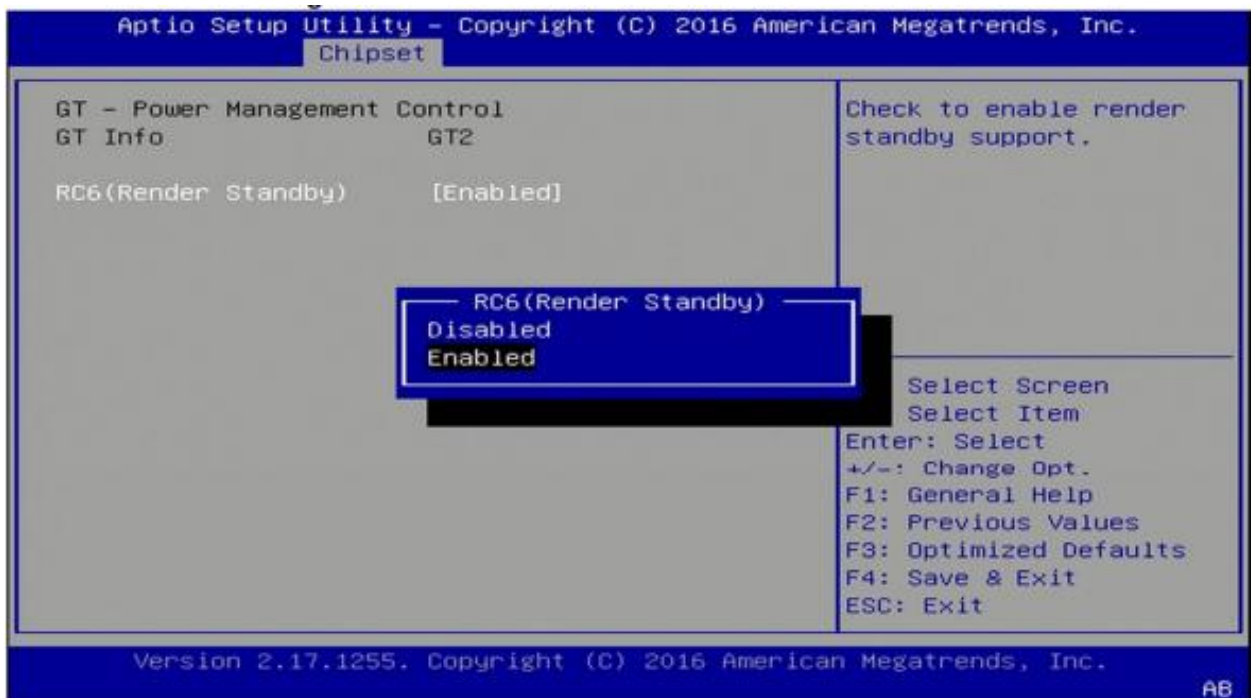 Aptio Setup Utility – Copyright (C) 2016 American Megatrends, Inc.
Chipset
GT – Power Management Control
GT Info GT2
RC6(Render Standby) [Enabled]
Check to enable render
standby support.
RC6(Render Standby)
Disabled
Enabled
Select Screen
Select Item
Enter: Select
+/-: Change Opt.
F1: General Help
F2: Previous Values
F3: Optimized Defaults
F4: Save & Exit
ESC: Exit
Version 2.17.1255. Copyright (C) 2016 American Megatrends, Inc.
AB